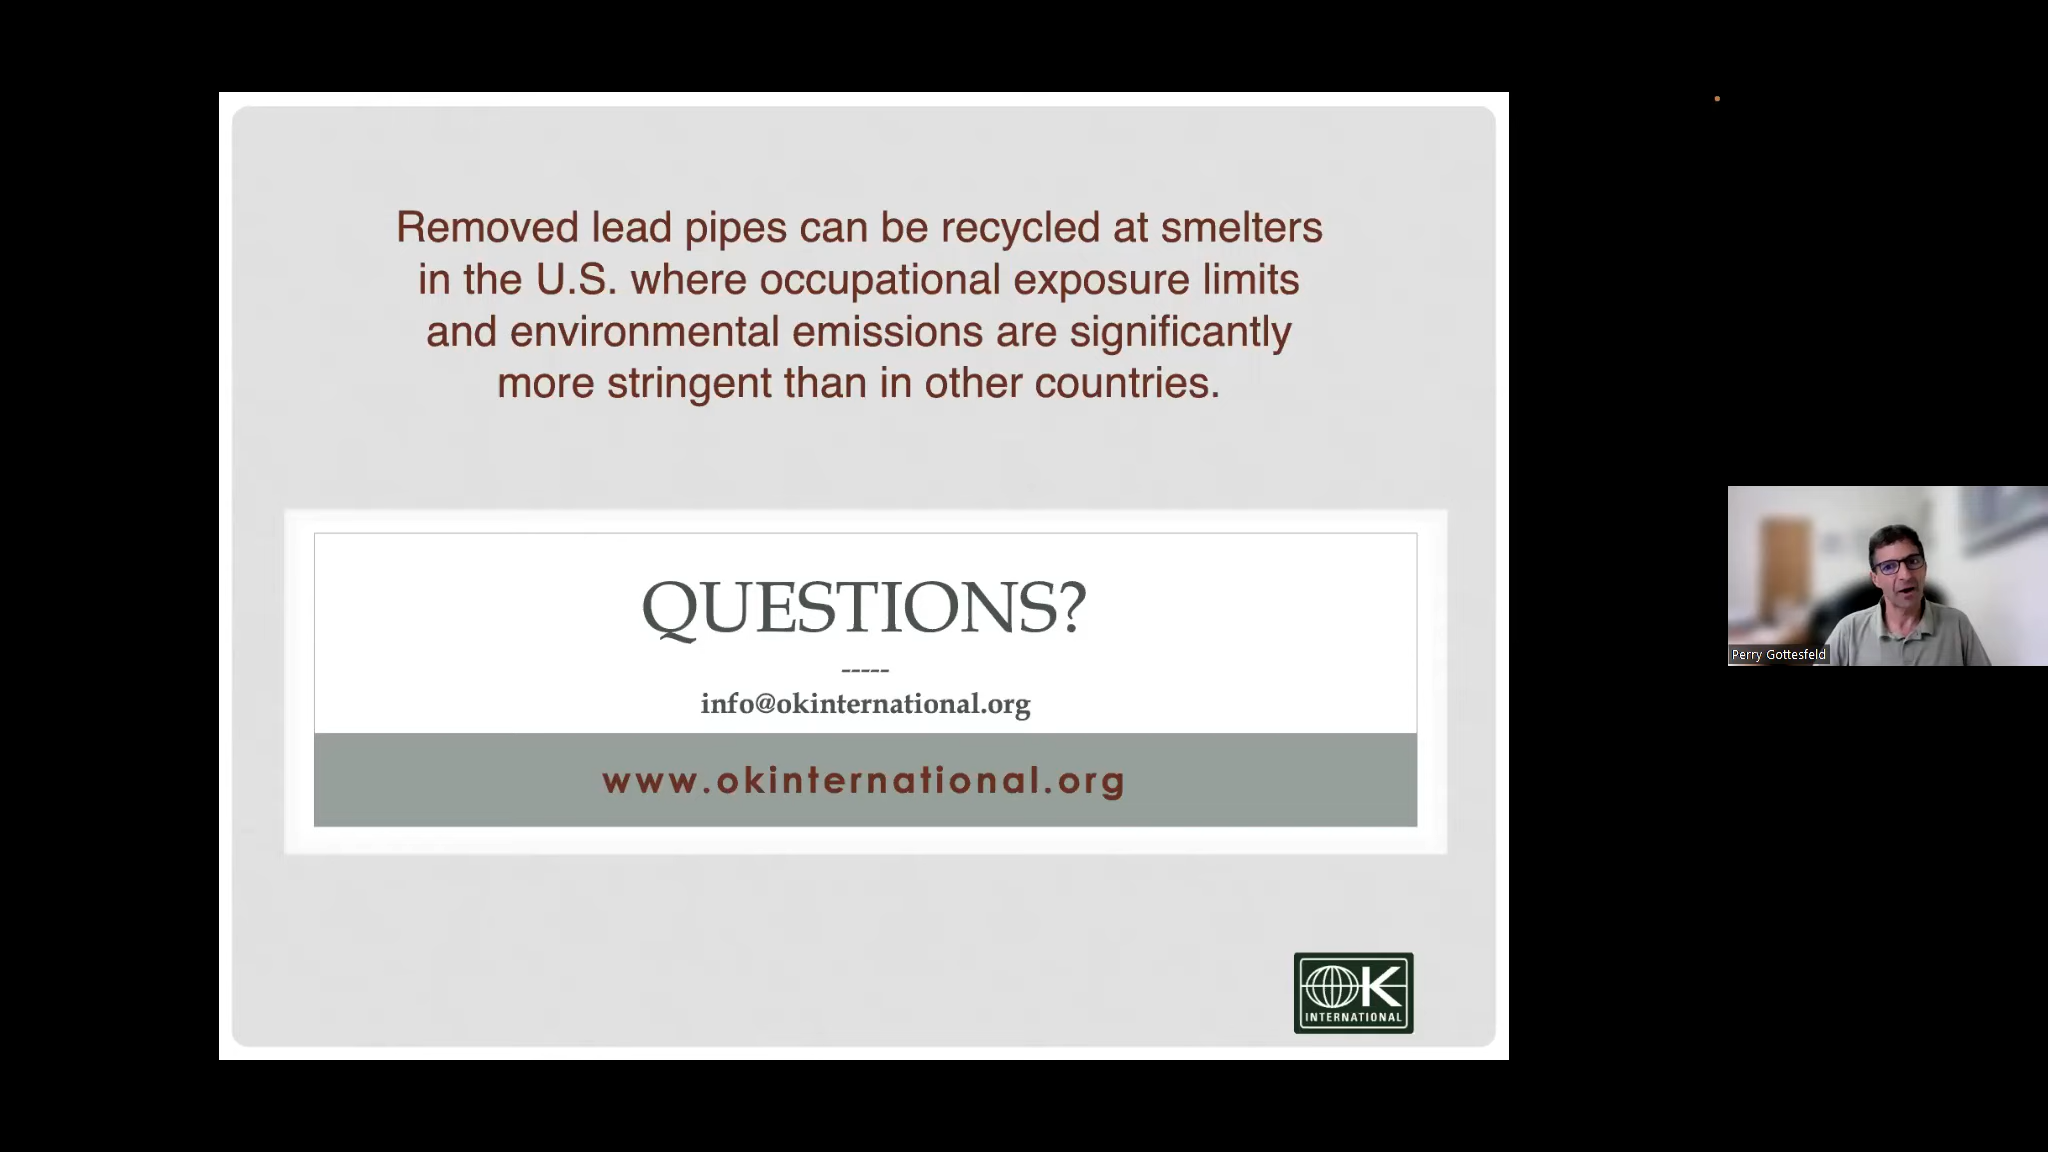 Removed lead pipes can be recycled at smelters
in the U.S. where occupational exposure limits
and environmental emissions are significantly
more stringent than in other countries.
QUESTIONS?
-----
info@okinternational.org
www.okinternational.org
OK
INTERNATIONAL
Perry Gottesfeld